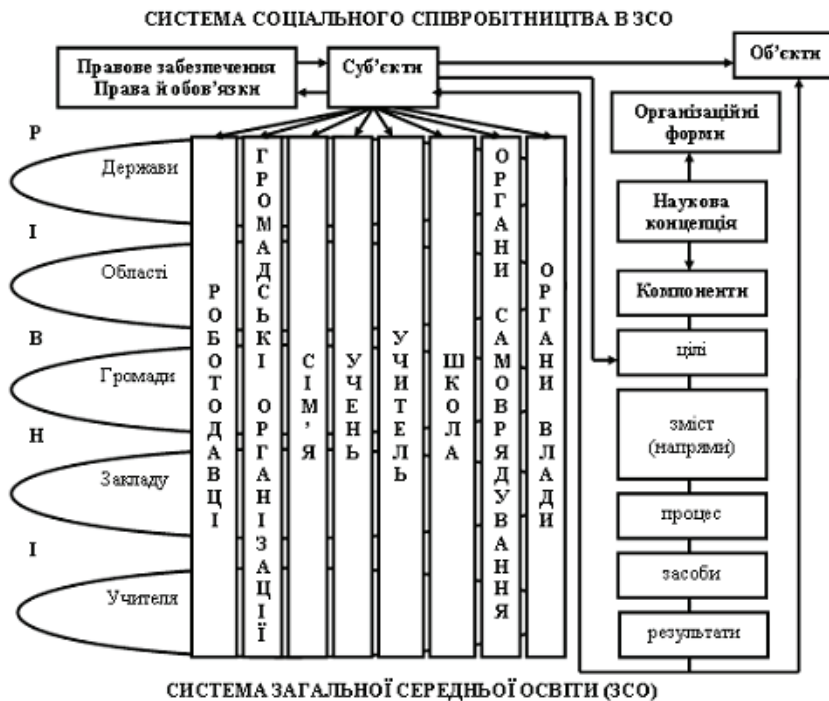 СИСТЕМА СОЦІАЛЬНОГО СПІВРОБІТНИЦТВА В ЗСО
Правове забезпечення
Права й обов’язки
Суб’єкти
Об’єкти
Організаційні
форми
Наукова
концепція
Компоненти
цілі
зміст
(напрями)
процес
засоби
результати
РІВНІ
Держави
Області
Громади
Закладу
Учителя
РОБОТОДАВЦІ
ГРОМАДСЬКІ ОРГАНІЗАЦІЇ
СІМ’Я
УЧЕНЬ
УЧИТЕЛЬ
ШКОЛА
ОРГАНИ САМОВРЯДУВАННЯ
ОРГАНИ ВЛАДИ
СИСТЕМА ЗАГАЛЬНОЇ СЕРЕДНЬОЇ ОСВІТИ (ЗСО)